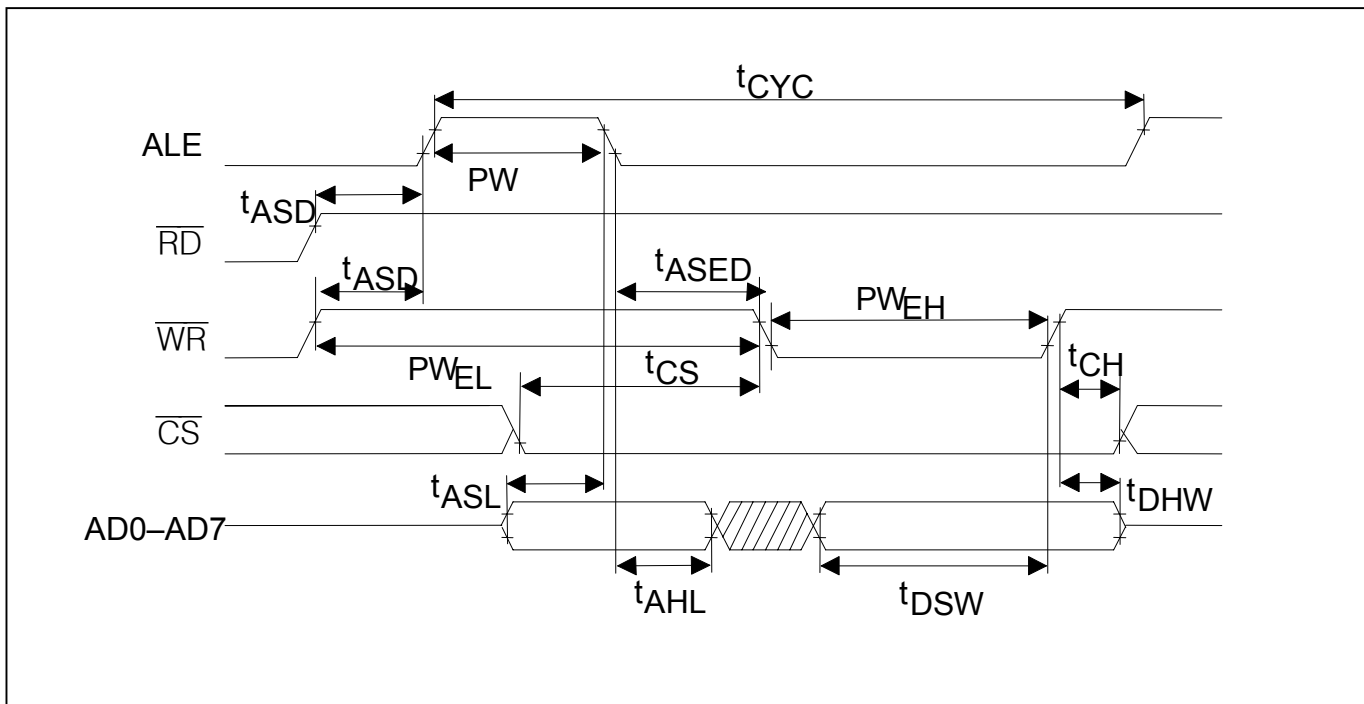 tCYC
ALE
PW
tASD
RD
tASD
tASED
PWEH
WR
PWEL
tCS
tCH
CS
tASL
tDHW
AD0–AD7
tAHL
tDSW